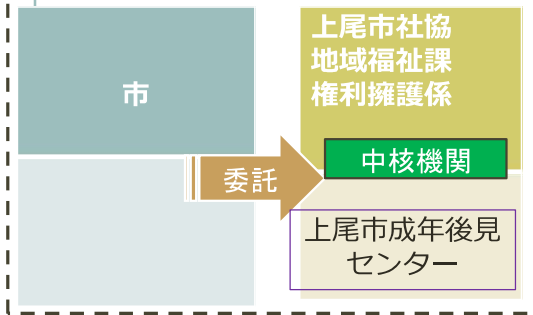 市
上尾市社協
地域福祉課
権利擁護係
委託
中核機関
上尾市成年後見
センター